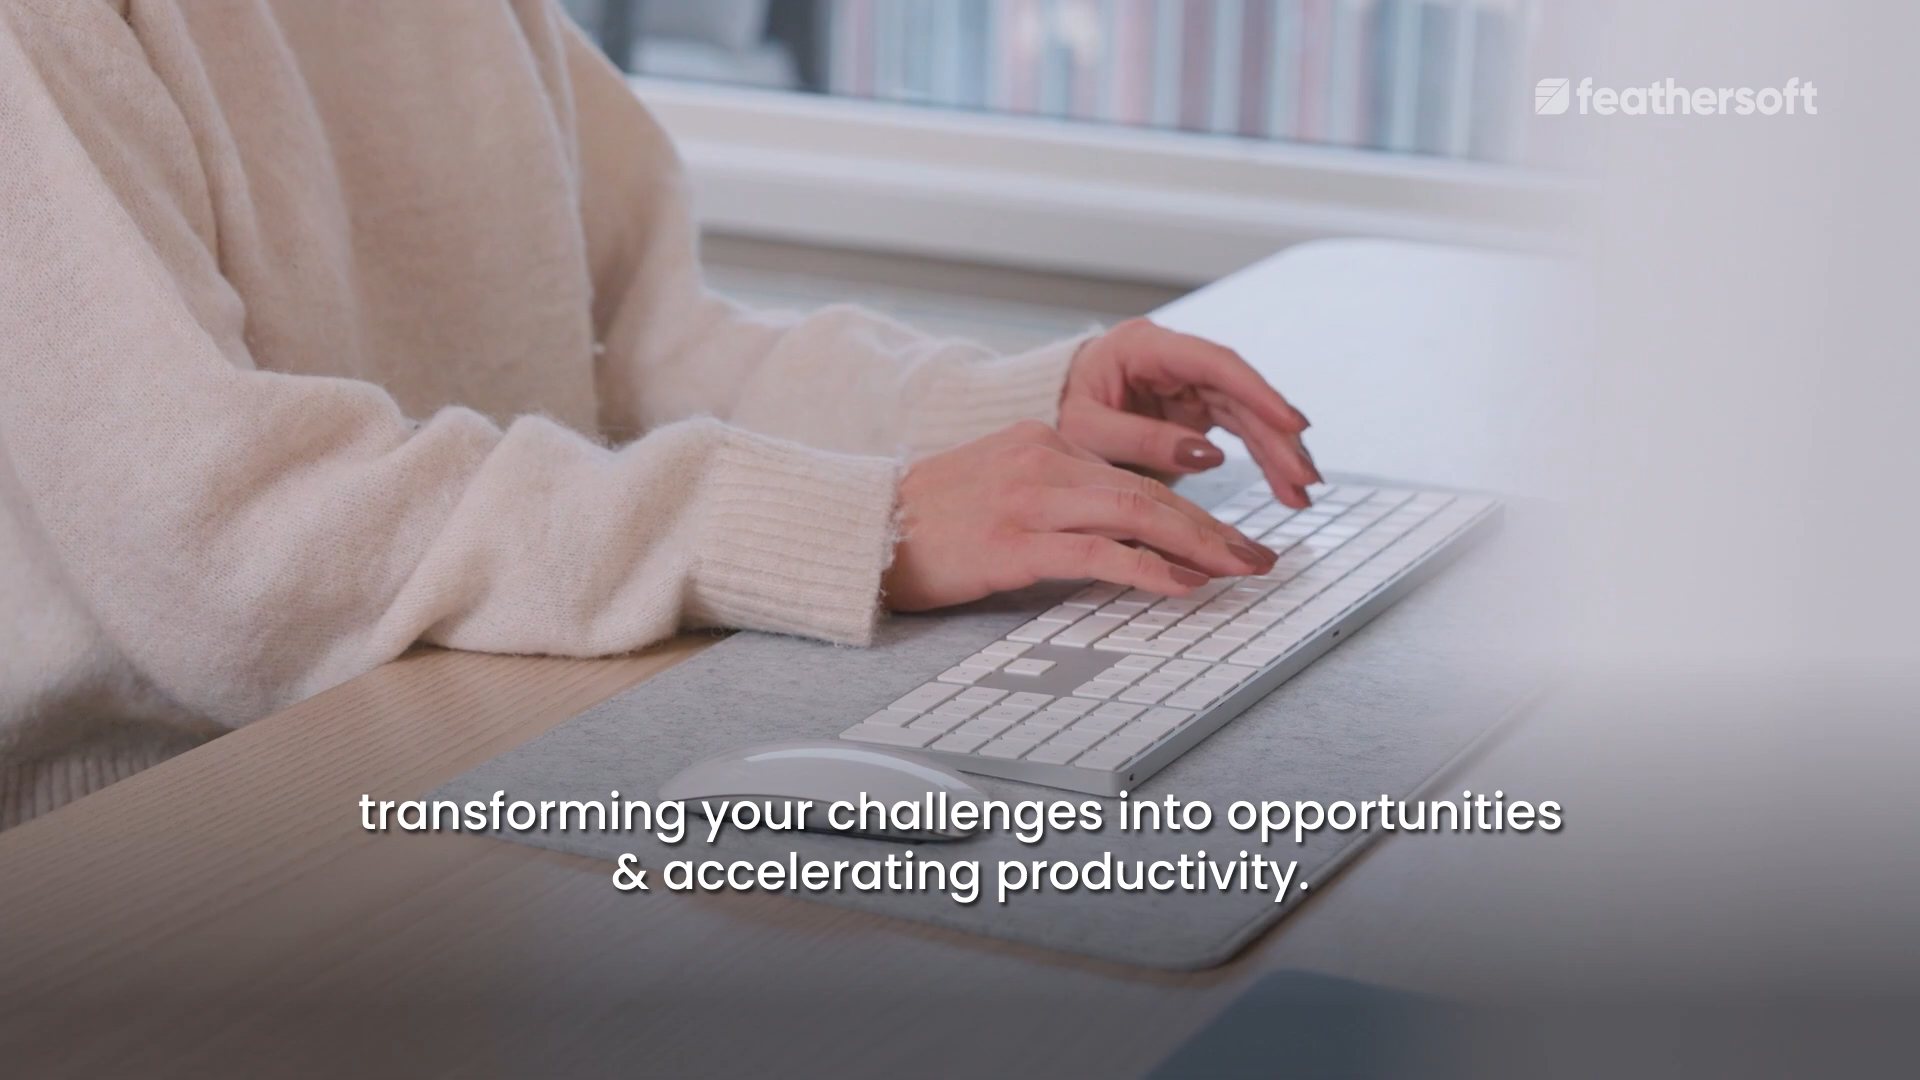 feathersoft
transforming your challenges into opportunities
& accelerating productivity.